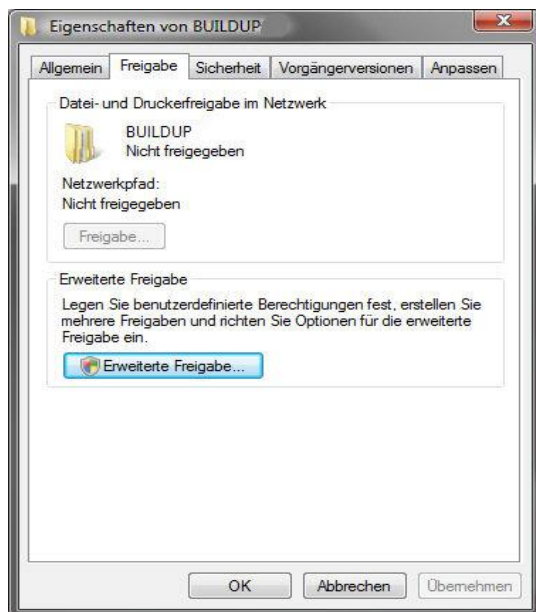 Eigenschaften von BUILDUP
Allgemein Freigabe Sicherheit Vorgängerversionen Anpassen
Datei- und Druckerfreigabe im Netzwerk
BUILDUP
Nicht freigegeben
Netzwerkpfad:
Nicht freigegeben
Freigabe...
Erweiterte Freigabe
Legen Sie benutzerdefinierte Berechtigungen fest, erstellen Sie
mehrere Freigaben und richten Sie Optionen für die erweiterte
Freigabe ein.
Erweiterte Freigabe...
OK Abbrechen Übernehmen